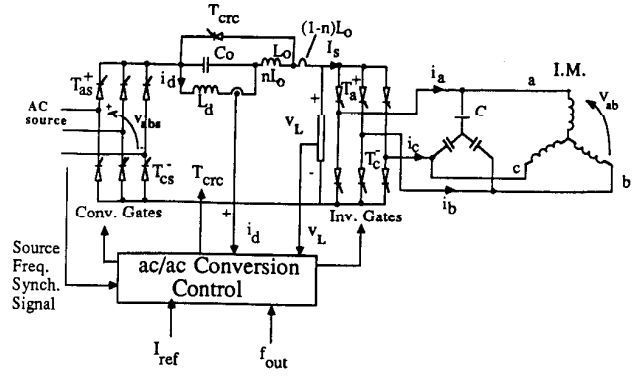 T_crc
(1-n)L_o
C_o
L_o
nL_o
I_s
T_as^+
i_d
L_d
T_a^+
i_a
a
I.M.
AC
source
+
v_abs
-
+
v_L
-
C
v_ab
T_cs^-
T_crc
T_c^-
i_c
c
b
i_b
Conv. Gates
+
i_d
v_L
Inv. Gates
Source
Freq.
Synch.
Signal
ac/ac Conversion
Control
I_ref
f_out